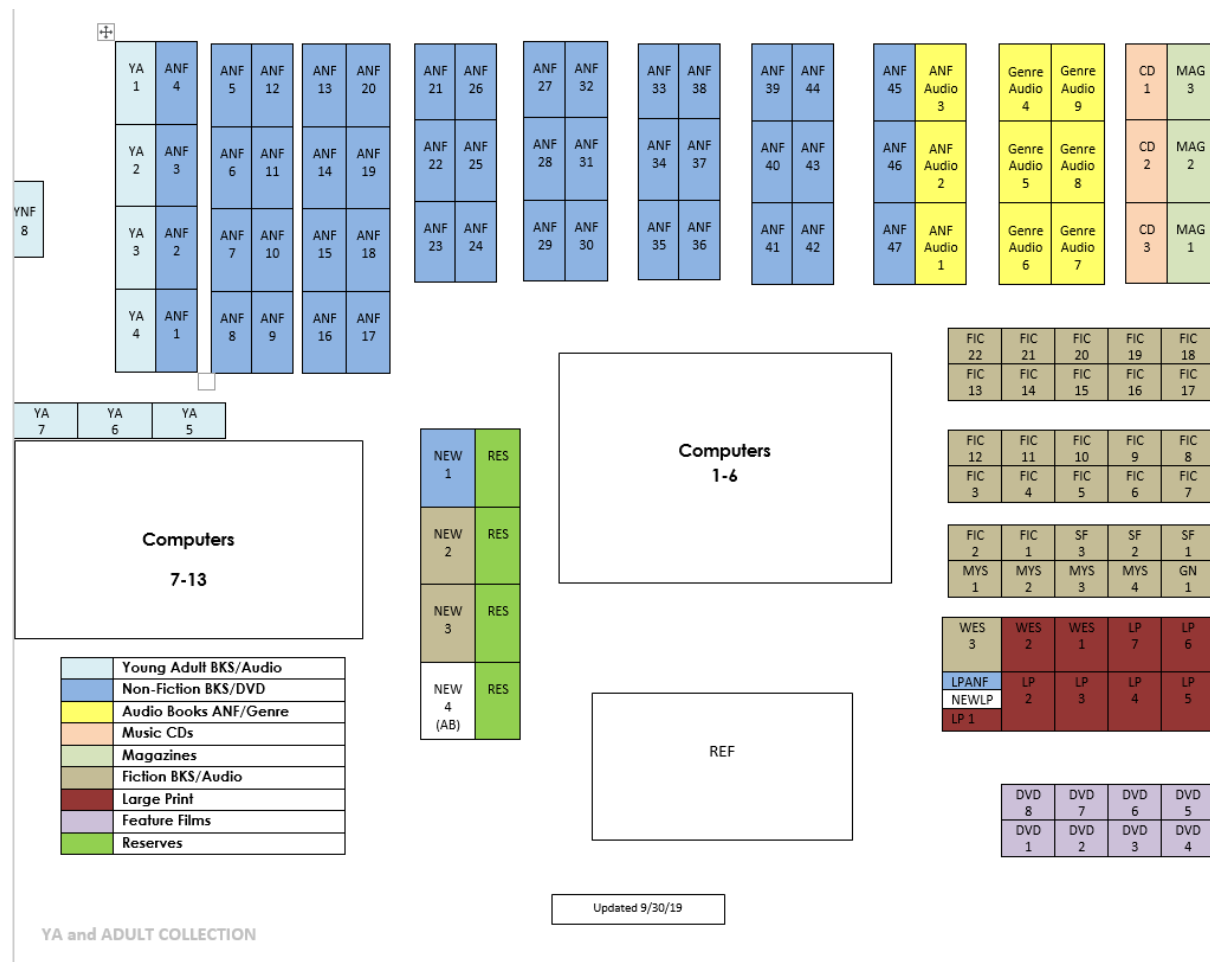 YA ANF ANF ANF ANF ANF ANF ANF ANF ANF ANF ANF ANF ANF ANF ANF Genre Genre CD MAG
1 4 5 12 13 20 21 26 27 32 33 38 39 44 45 Audio Audio Audio 1 3
3 4 9
YA ANF ANF ANF ANF ANF ANF ANF ANF ANF ANF ANF ANF ANF ANF ANF Genre Genre CD MAG
2 3 6 11 14 19 22 25 28 31 34 37 40 43 46 Audio Audio Audio 2 2
2 5 8
YNF
8
YA ANF ANF ANF ANF ANF ANF ANF ANF ANF ANF ANF ANF ANF ANF ANF Genre Genre CD MAG
3 2 7 10 15 18 23 24 29 30 35 36 41 42 47 Audio Audio Audio 3 1
1 6 7
YA ANF ANF ANF ANF ANF
4 1 8 9 16 17
FIC FIC FIC FIC FIC
22 21 20 19 18
FIC FIC FIC FIC FIC
13 14 15 16 17
YA YA YA
7 6 5
FIC FIC FIC FIC FIC
12 11 10 9 8
FIC FIC FIC FIC FIC
3 4 5 6 7
Computers
1-6
NEW RES
1
NEW RES
2
NEW RES
3
NEW RES
4
(AB)
Computers
7-13
FIC FIC SF SF SF
2 1 3 2 1
MYS MYS MYS MYS GN
1 2 3 4 1
WES WES WES LP LP
3 2 1 7 6
LPANF LP LP LP LP
NEWLP 2 3 4 5
LP 1
Young Adult BKS/Audio
Non-Fiction BKS/DVD
Audio Books ANF/Genre
Music CDs
Magazines
Fiction BKS/Audio
Large Print
Feature Films
Reserves
REF
DVD DVD DVD DVD
8 7 6 5
DVD DVD DVD DVD
1 2 3 4
Updated 9/30/19
YA and ADULT COLLECTION